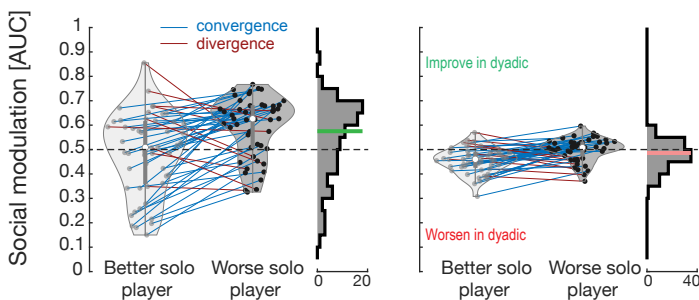 Social modulation [AUC]
1
0.9
0.8
0.7
0.6
0.5
0.4
0.3
0.2
0.1
0
convergence
divergence
Better solo
player
Worse solo
player
0
20
Improve in dyadic
Worsen in dyadic
Better solo
player
Worse solo
player
0
40